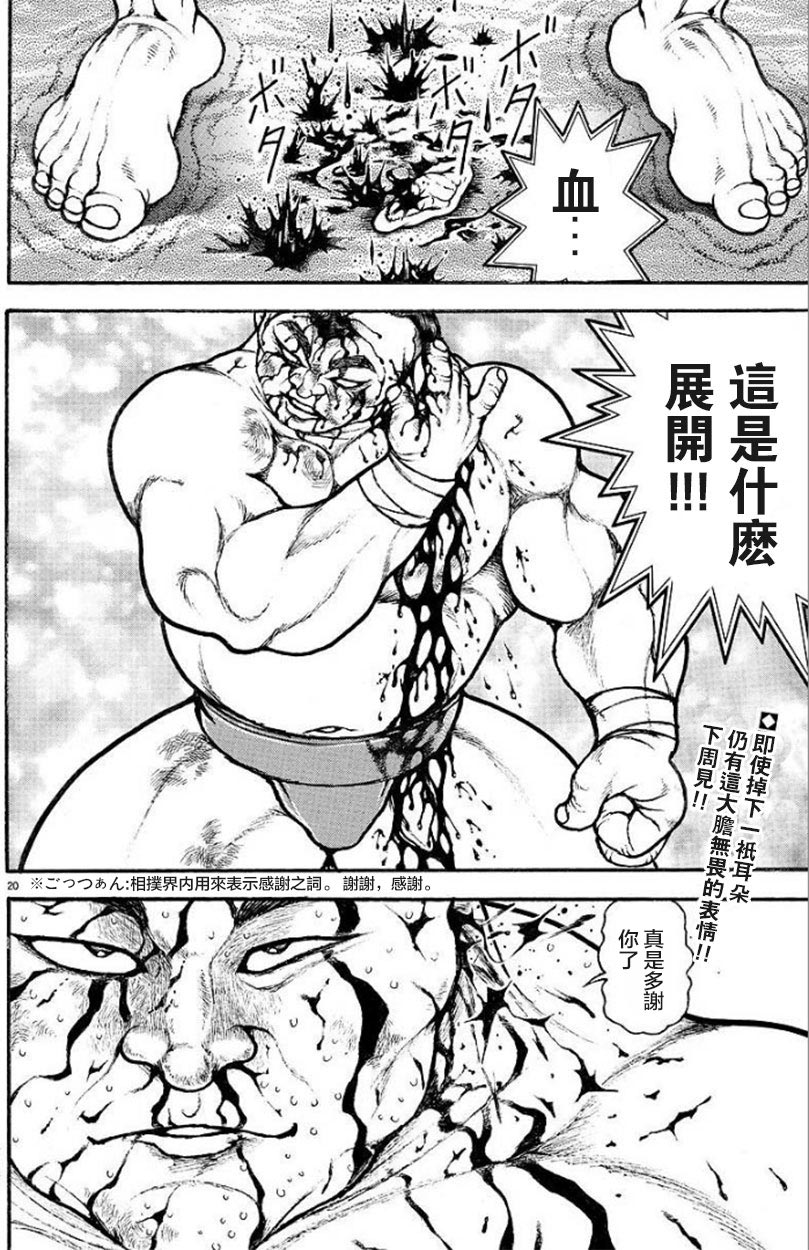 ボタ
ボタ
ボタ
血…
這是什麽
展開!!!
◆即使掉下一衹耳朵
仍有這大膽無畏的表情!!
下周見!!
20
※ごっつぁん:相撲界内用來表示感謝之詞。謝謝，感謝。
真是多謝
你了